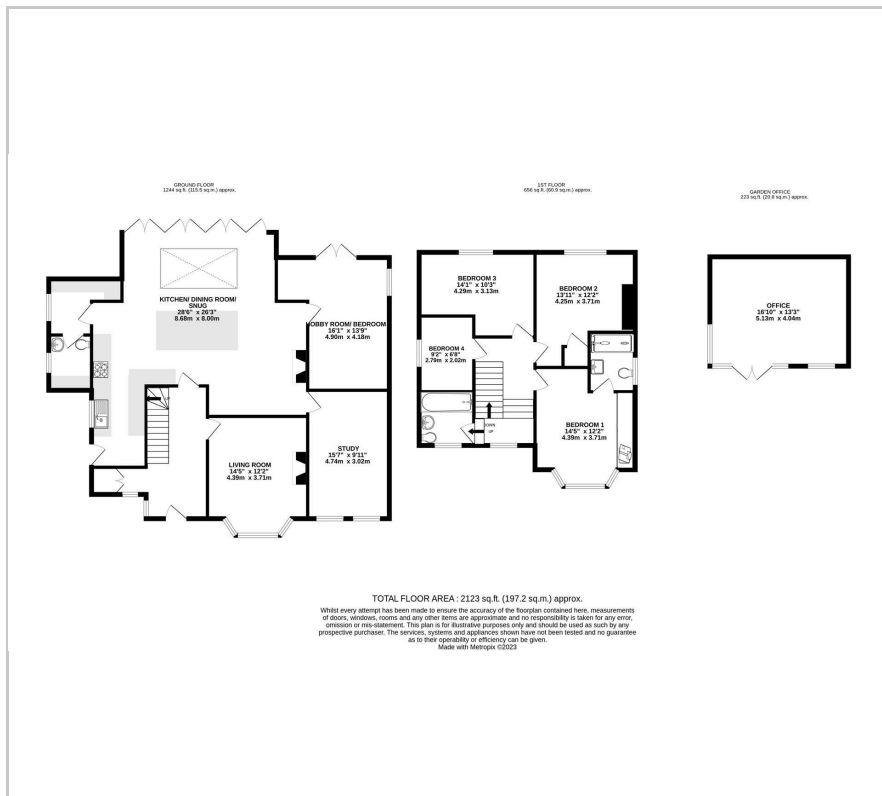 GROUND FLOOR
1244 sq.ft. (115.5 sq.m.) approx.
KITCHEN/ DINING ROOM/
SNUG
28'6" x 26'3"
8.68m x 8.00m
HOBBY ROOM/ BEDROOM
16'1" x 13'9"
4.90m x 4.18m
UP
LIVING ROOM
14'5" x 12'2"
4.39m x 3.71m
STUDY
15'7" x 9'11"
4.74m x 3.02m
1ST FLOOR
656 sq.ft. (60.9 sq.m.) approx.
BEDROOM 3
14'1" x 10'3"
4.29m x 3.13m
BEDROOM 2
13'11" x 12'2"
4.25m x 3.71m
BEDROOM 4
9'2" x 6'8"
2.79m x 2.02m
DOWN
UP
BEDROOM 1
14'5" x 12'2"
4.39m x 3.71m
GARDEN OFFICE
223 sq.ft. (20.8 sq.m.) approx.
OFFICE
16'10" x 13'3"
5.13m x 4.04m
TOTAL FLOOR AREA : 2123 sq.ft. (197.2 sq.m.) approx.
Whilst every attempt has been made to ensure the accuracy of the floorplan contained here, measurements
of doors, windows, rooms and any other items are approximate and no responsibility is taken for any error,
omission or mis-statement. This plan is for illustrative purposes only and should be used as such by any
prospective purchaser. The services, systems and appliances shown have not been tested and no guarantee
as to their operability or efficiency can be given.
Made with Metropix ©2023